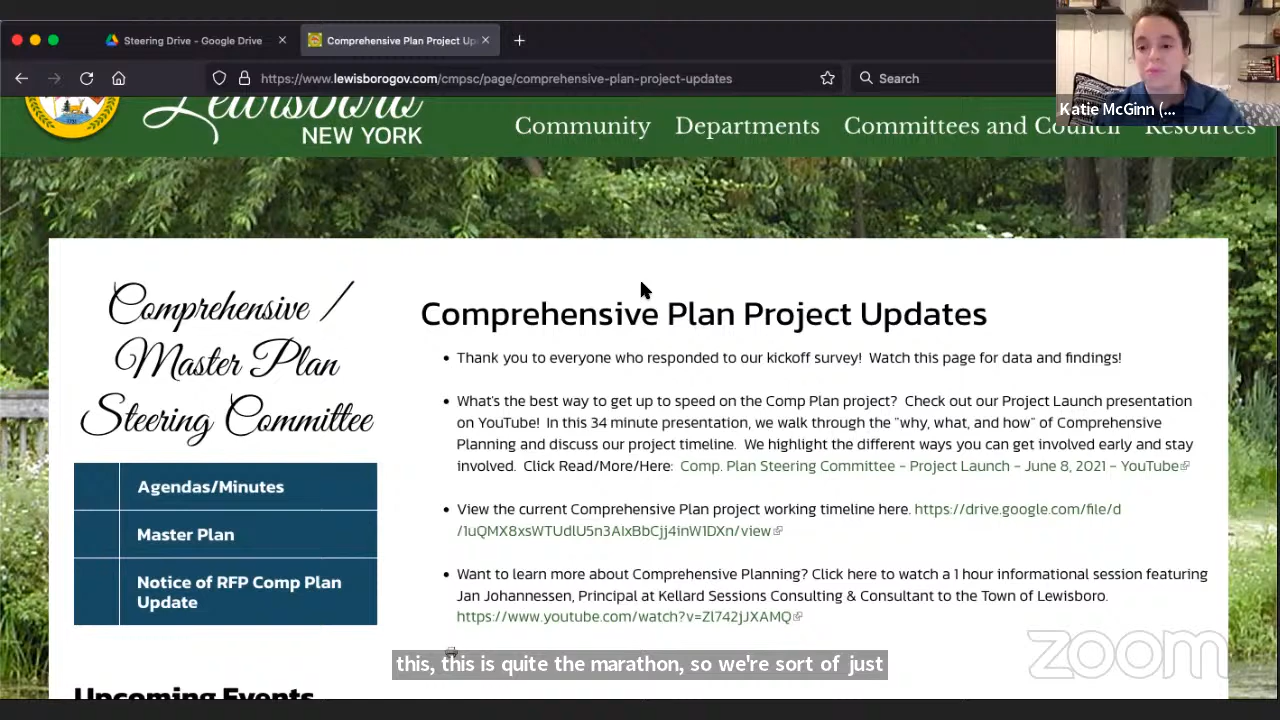 Steering Drive - Google Drive
Comprehensive Plan Project Up
https://www.lewisborogov.com/cmpsc/page/comprehensive-plan-project-updates
Search
Katie McGinn (...
Lewisboro
NEW YORK
Community Departments Committees and Council Resources
Comprehensive /
Master Plan
Steering Committee
Agendas/Minutes
Master Plan
Notice of RFP Comp Plan
Update
Upcoming Events
Comprehensive Plan Project Updates
Thank you to everyone who responded to our kickoff survey! Watch this page for data and findings!
What's the best way to get up to speed on the Comp Plan project? Check out our Project Launch presentation
on YouTube! In this 34 minute presentation, we walk through the "why, what, and how" of Comprehensive
Planning and discuss our project timeline. We highlight the different ways you can get involved early and stay
involved. Click Read/More/Here: Comp. Plan Steering Committee - Project Launch - June 8, 2021 - YouTube
View the current Comprehensive Plan project working timeline here. https://drive.google.com/file/d
/1uQMX8xsWTUdlU5n3AIxBbCjj4inW1DXn/view
Want to learn more about Comprehensive Planning? Click here to watch a 1 hour informational session featuring
Jan Johannessen, Principal at Kellard Sessions Consulting & Consultant to the Town of Lewisboro.
https://www.youtube.com/watch?v=Zl742jJXAMQ
this, this is quite the marathon, so we're sort of just
zoom